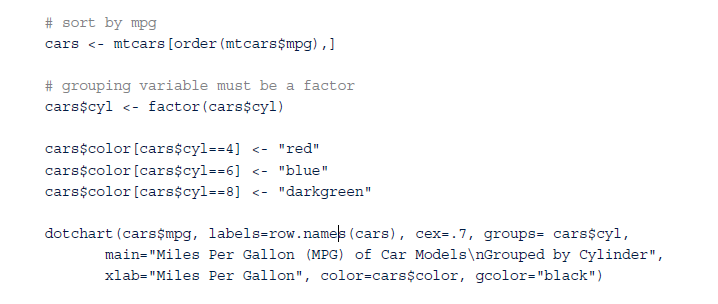 # sort by mpg
cars <- mtcars[order(mtcars$mpg),]
# grouping variable must be a factor
cars$cyl <- factor(cars$cyl)
cars$color[cars$cyl==4] <- "red"
cars$color[cars$cyl==6] <- "blue"
cars$color[cars$cyl==8] <- "darkgreen"
dotchart(cars$mpg, labels=row.names(cars), cex=.7, groups= cars$cyl,
main="Miles Per Gallon (MPG) of Car Models\nGrouped by Cylinder",
xlab="Miles Per Gallon", color=cars$color, gcolor="black")